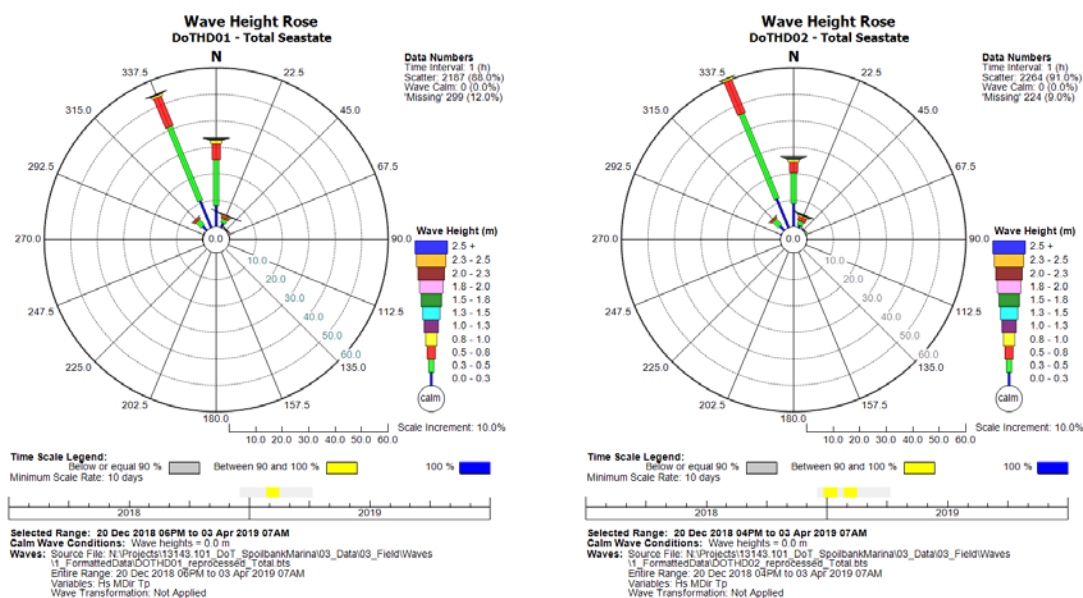 Wave Height Rose
DoTHD01 - Total Seastate
N
Data Numbers
Time Interval: 1 (h)
Scatter: 2187 (88.0%)
Wave Calm: 0 (0.0%)
'Missing' 299 (12.0%)
337.5
22.5
315.0
45.0
292.5
67.5
270.0
0.0
90.0
10.0
20.0
30.0
40.0
50.0
60.0
247.5
112.5
225.0
135.0
202.5
157.5
180.0
Wave Height (m)
2.5 +
2.3 - 2.5
2.0 - 2.3
1.8 - 2.0
1.5 - 1.8
1.3 - 1.5
1.0 - 1.3
0.8 - 1.0
0.5 - 0.8
0.3 - 0.5
0.0 - 0.3
calm
Scale Increment: 10.0%
10.0 20.0 30.0 40.0 50.0 60.0
Time Scale Legend:
Below or equal 90 % Between 90 and 100 % 100 %
Minimum Scale Rate: 10 days
2018 2019
Selected Range: 20 Dec 2018 06PM to 03 Apr 2019 07AM
Calm Wave Conditions: Wave heights = 0.0 m
Waves: Source File: N:\Projects\13143.101_DoT_SpoilbankMarina\03_Data\03_Field\Waves
\1_FormattedData\DOTHD01_reprocessed_Total.bts
Entire Range: 20 Dec 2018 06PM to 03 Apr 2019 07AM
Variables: Hs MDir Tp
Wave Transformation: Not Applied
Wave Height Rose
DoTHD02 - Total Seastate
N
Data Numbers
Time Interval: 1 (h)
Scatter: 2264 (91.0%)
Wave Calm: 0 (0.0%)
'Missing' 224 (9.0%)
337.5
22.5
315.0
45.0
292.5
67.5
270.0
0.0
90.0
10.0
20.0
30.0
40.0
50.0
60.0
247.5
112.5
225.0
135.0
202.5
157.5
180.0
Wave Height (m)
2.5 +
2.3 - 2.5
2.0 - 2.3
1.8 - 2.0
1.5 - 1.8
1.3 - 1.5
1.0 - 1.3
0.8 - 1.0
0.5 - 0.8
0.3 - 0.5
0.0 - 0.3
calm
Scale Increment: 10.0%
10.0 20.0 30.0 40.0 50.0 60.0
Time Scale Legend:
Below or equal 90 % Between 90 and 100 % 100 %
Minimum Scale Rate: 10 days
2018 2019
Selected Range: 20 Dec 2018 04PM to 03 Apr 2019 07AM
Calm Wave Conditions: Wave heights = 0.0 m
Waves: Source File: N:\Projects\13143.101_DoT_SpoilbankMarina\03_Data\03_Field\Waves
\1_FormattedData\DOTHD02_reprocessed_Total.bts
Entire Range: 20 Dec 2018 04PM to 03 Apr 2019 07AM
Variables: Hs MDir Tp
Wave Transformation: Not Applied